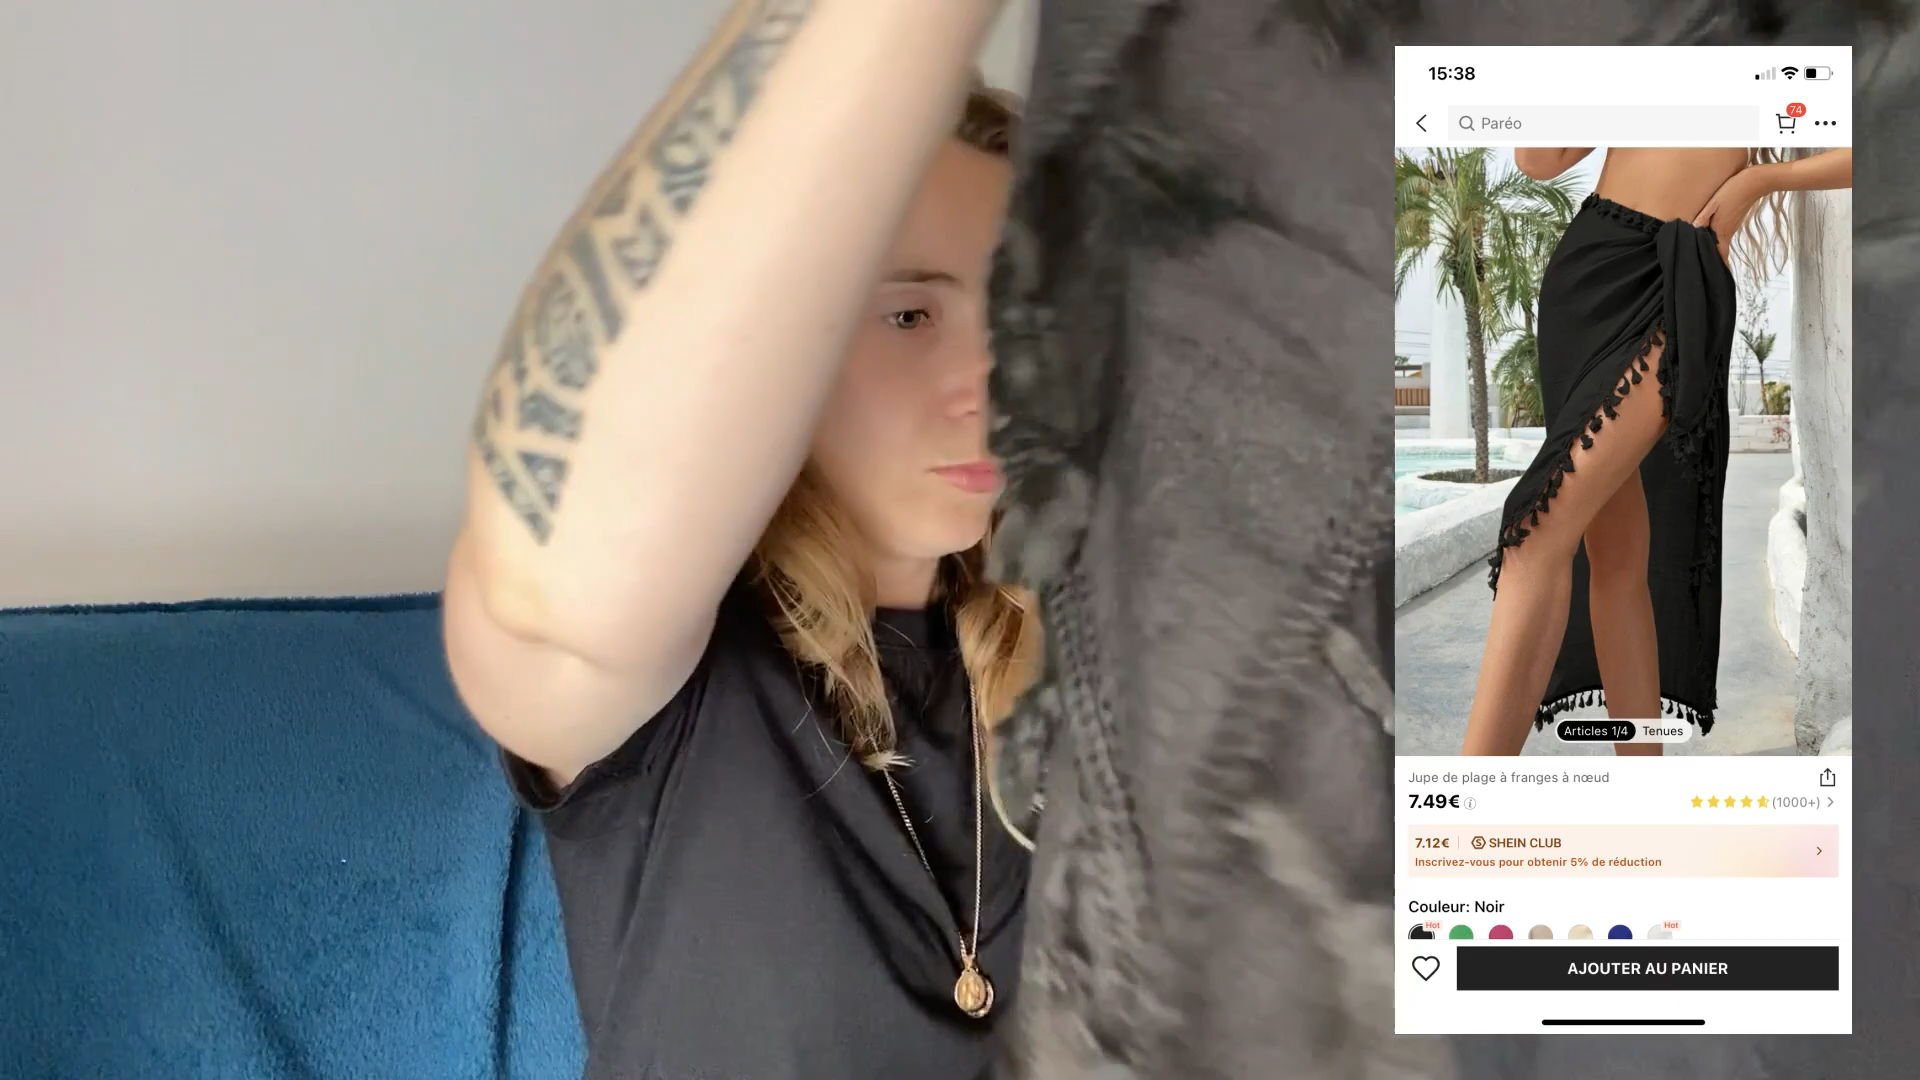 15:38
Paréo
74
Articles 1/4 Tenues
Jupe de plage à franges à nœud
7.49€
(1000+)
7.12€ SHEIN CLUB
Inscrivez-vous pour obtenir 5% de réduction
Couleur: Noir
Hot
Hot
AJOUTER AU PANIER